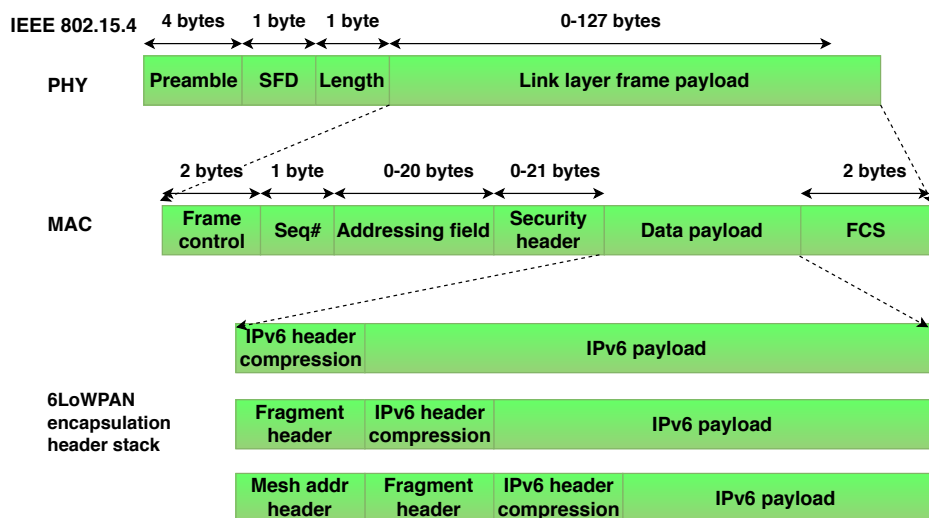 IEEE 802.15.4
4 bytes
1 byte
1 byte
0-127 bytes
PHY
Preamble
SFD
Length
Link layer frame payload
2 bytes
1 byte
0-20 bytes
0-21 bytes
2 bytes
MAC
Frame
control
Seq#
Addressing field
Security
header
Data payload
FCS
IPv6 header
compression
IPv6 payload
6LoWPAN
encapsulation
header stack
Fragment
header
IPv6 header
compression
IPv6 payload
Mesh addr
header
Fragment
header
IPv6 header
compression
IPv6 payload